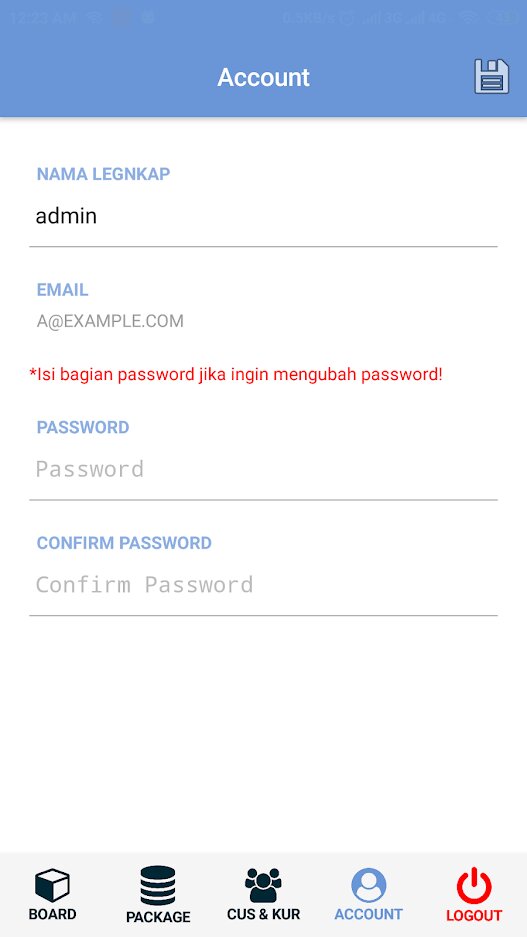 12:23 AM 0.5KB/s 3G 4G 43
Account
NAMA LEGNKAP
admin
EMAIL
A@EXAMPLE.COM
*Isi bagian password jika ingin mengubah password!
PASSWORD
Password
CONFIRM PASSWORD
Confirm Password
BOARD PACKAGE CUS & KUR ACCOUNT LOGOUT